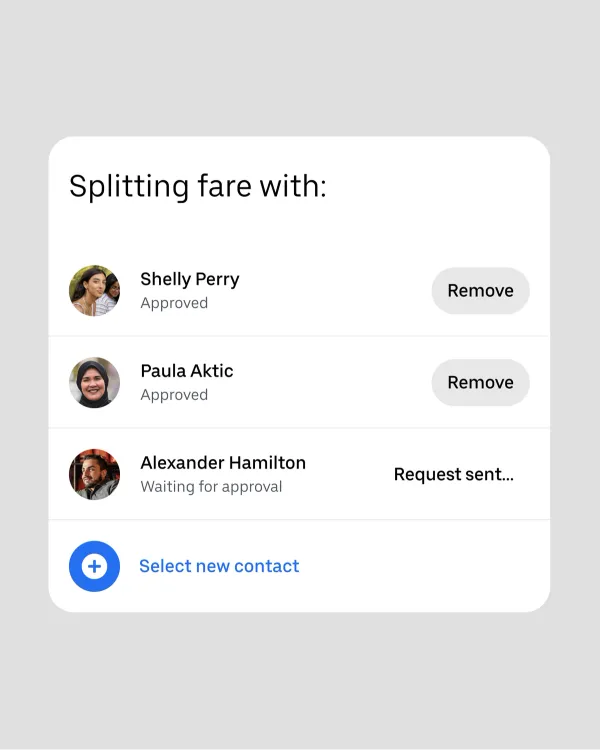 Splitting fare with:
Shelly Perry
Approved
Remove
Paula Aktic
Approved
Remove
Alexander Hamilton
Waiting for approval
Request sent...
Select new contact